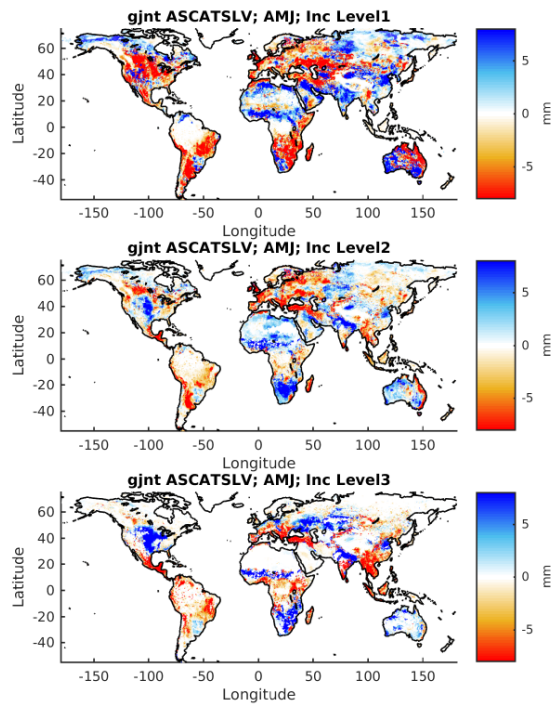 gjnt ASCATSLV; AMJ; Inc Level1
60
40
20
0
-20
-40
Latitude
-150 -100 -50 0 50 100 150
Longitude
5
0
-5
mm
gjnt ASCATSLV; AMJ; Inc Level2
60
40
20
0
-20
-40
Latitude
-150 -100 -50 0 50 100 150
Longitude
5
0
-5
mm
gjnt ASCATSLV; AMJ; Inc Level3
60
40
20
0
-20
-40
Latitude
-150 -100 -50 0 50 100 150
Longitude
5
0
-5
mm